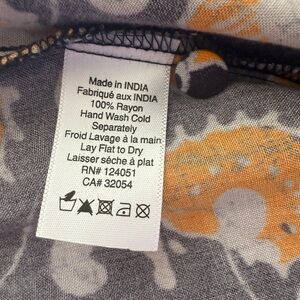 Made in INDIA
Fabriqué aux INDIA
100% Rayon
Hand Wash Cold
Separately
Froid Lavage à la main
Lay Flat to Dry
Laisser séche à plat
RN# 124051
CA# 32054